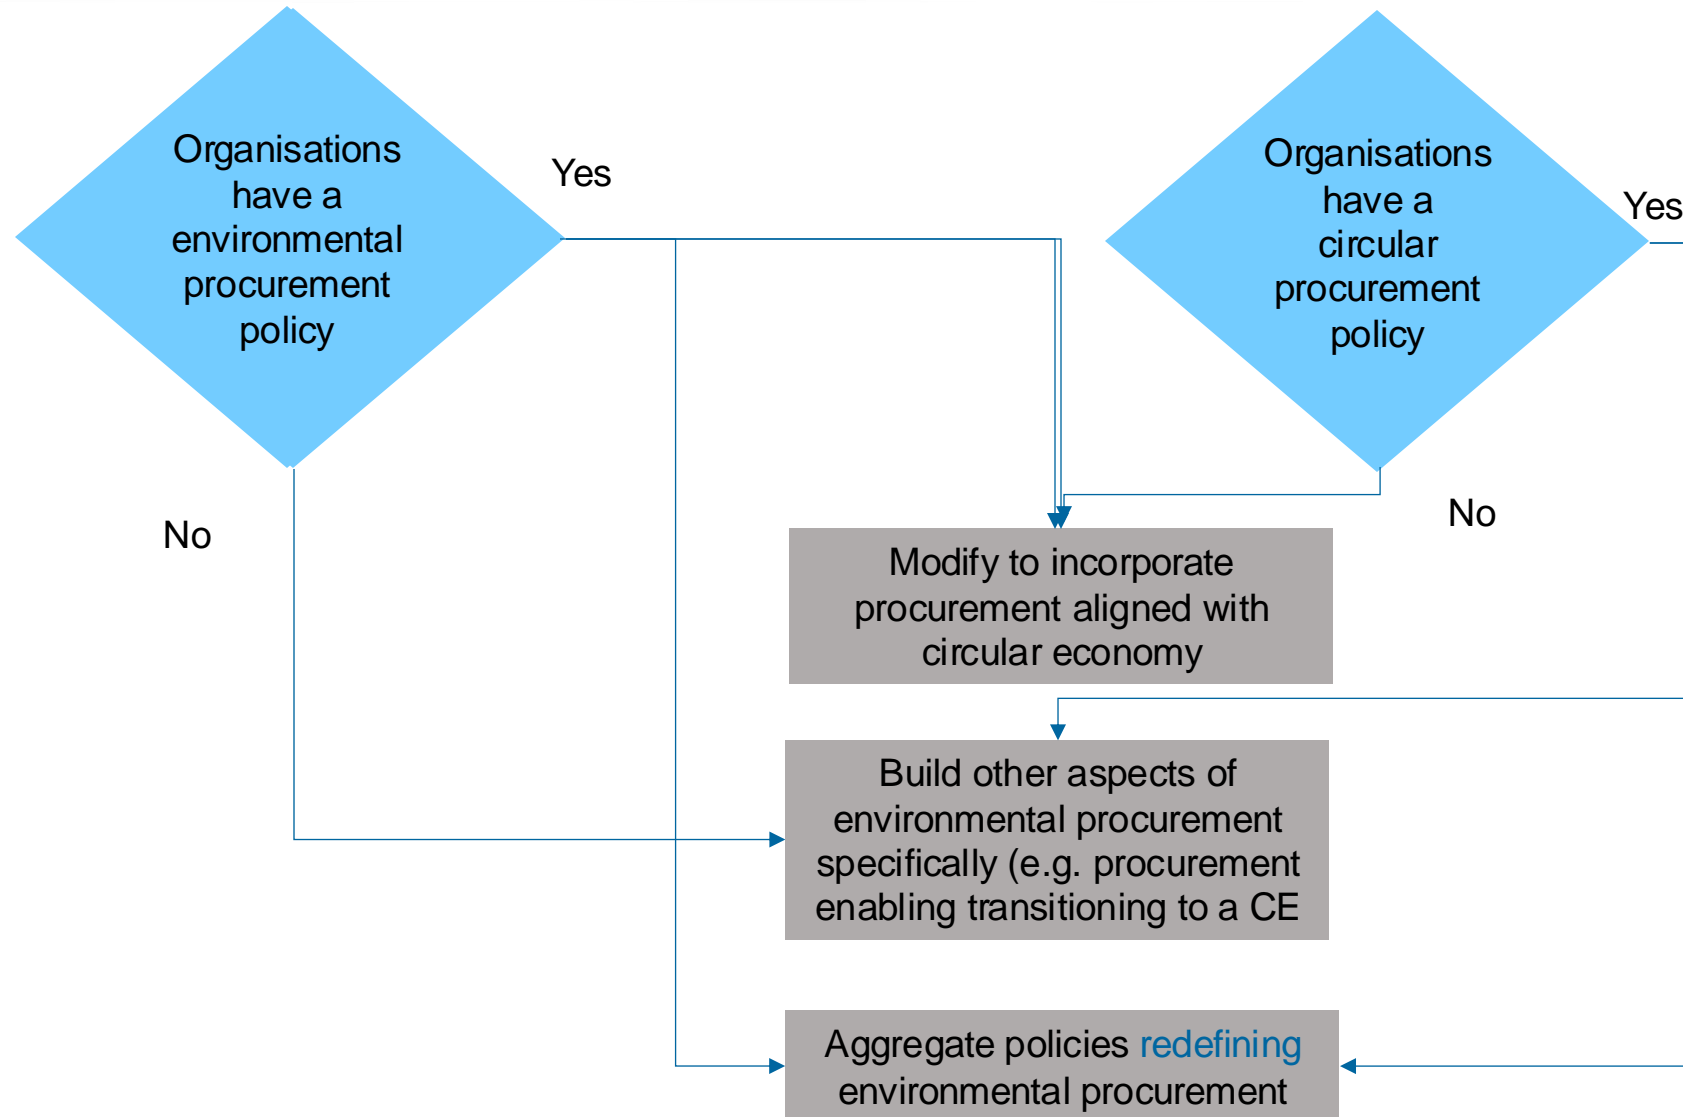 Organisations
have a
environmental
procurement
policy
Yes
No
Organisations
have a
circular
procurement
policy
Yes
No
Modify to incorporate
procurement aligned with
circular economy
Build other aspects of
environmental procurement
specifically (e.g. procurement
enabling transitioning to a CE
Aggregate policies redefining
environmental procurement